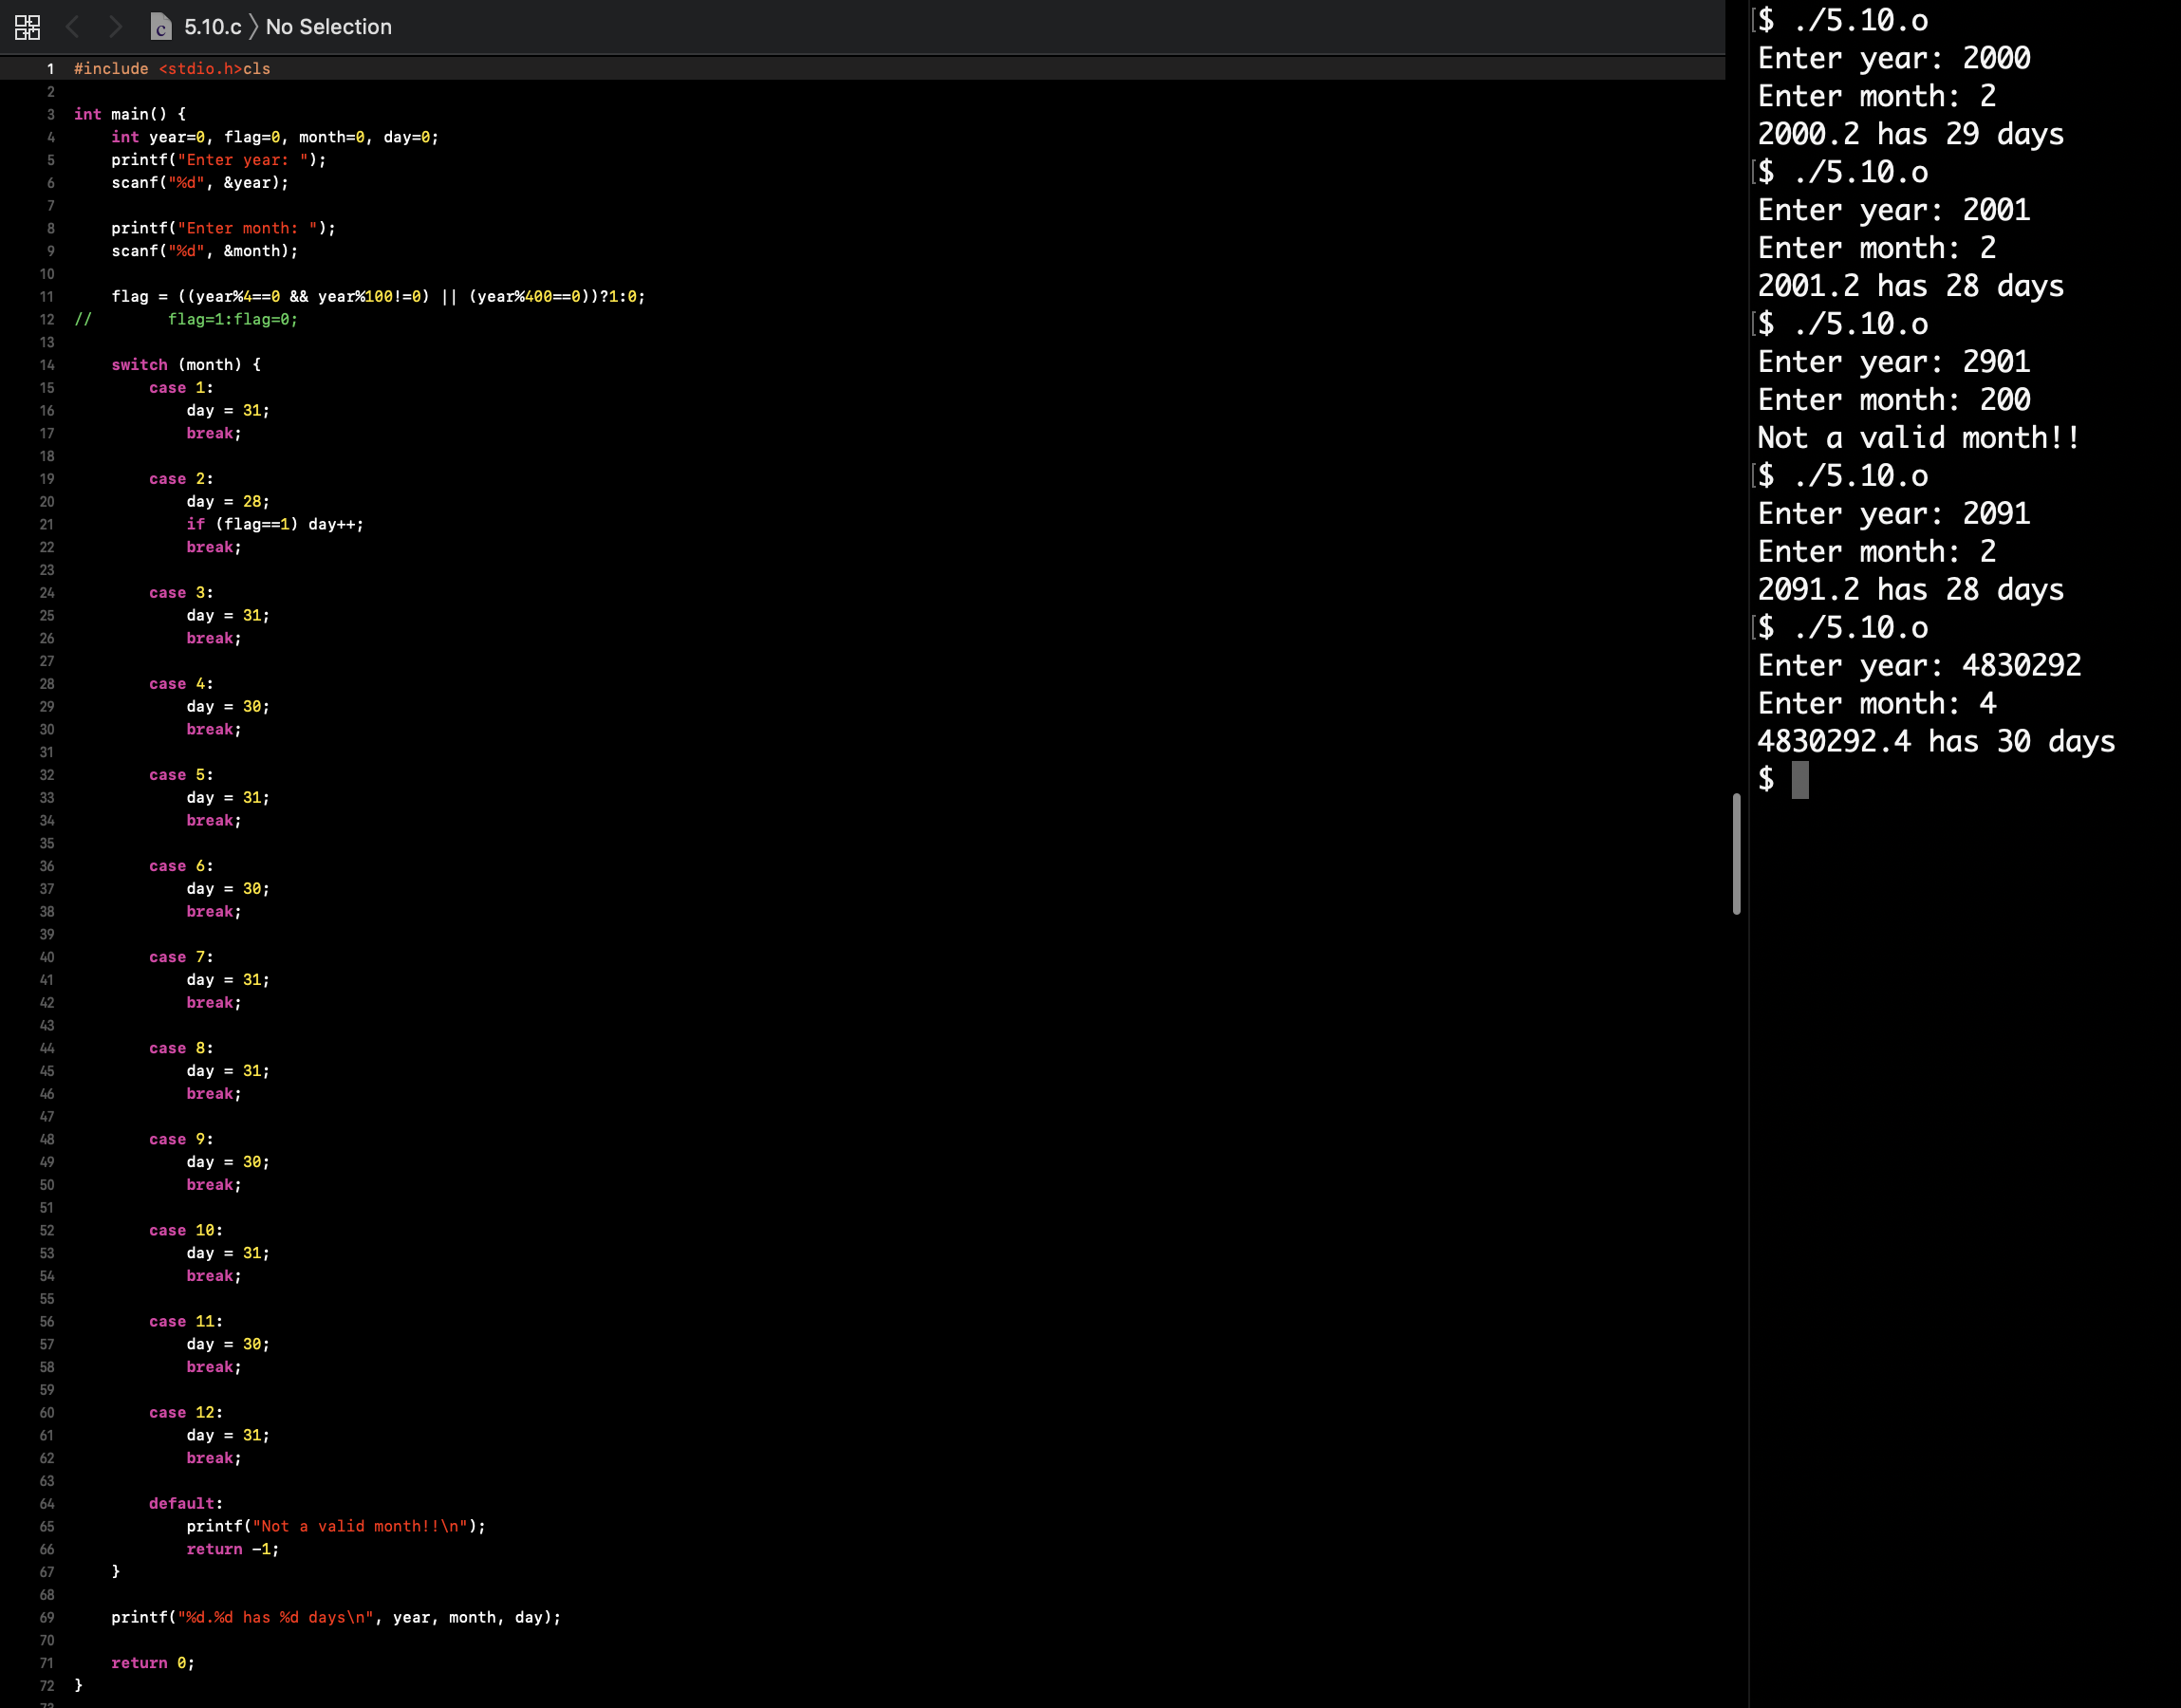 5.10.c 〉 No Selection
1 #include <stdio.h>cls
2
3 int main() {
4     int year=0, flag=0, month=0, day=0;
5     printf("Enter year: ");
6     scanf("%d", &year);
7
8     printf("Enter month: ");
9     scanf("%d", &month);
10
11     flag = ((year%4==0 && year%100!=0) || (year%400==0))?1:0;
12 //        flag=1:flag=0;
13
14     switch (month) {
15         case 1:
16             day = 31;
17             break;
18
19         case 2:
20             day = 28;
21             if (flag==1) day++;
22             break;
23
24         case 3:
25             day = 31;
26             break;
27
28         case 4:
29             day = 30;
30             break;
31
32         case 5:
33             day = 31;
34             break;
35
36         case 6:
37             day = 30;
38             break;
39
40         case 7:
41             day = 31;
42             break;
43
44         case 8:
45             day = 31;
46             break;
47
48         case 9:
49             day = 30;
50             break;
51
52         case 10:
53             day = 31;
54             break;
55
56         case 11:
57             day = 30;
58             break;
59
60         case 12:
61             day = 31;
62             break;
63
64         default:
65             printf("Not a valid month!!\n");
66             return -1;
67     }
68
69     printf("%d.%d has %d days\n", year, month, day);
70
71     return 0;
72 }
73
[$ ./5.10.o
Enter year: 2000
Enter month: 2
2000.2 has 29 days
[$ ./5.10.o
Enter year: 2001
Enter month: 2
2001.2 has 28 days
[$ ./5.10.o
Enter year: 2901
Enter month: 200
Not a valid month!!
[$ ./5.10.o
Enter year: 2091
Enter month: 2
2091.2 has 28 days
[$ ./5.10.o
Enter year: 4830292
Enter month: 4
4830292.4 has 30 days
$